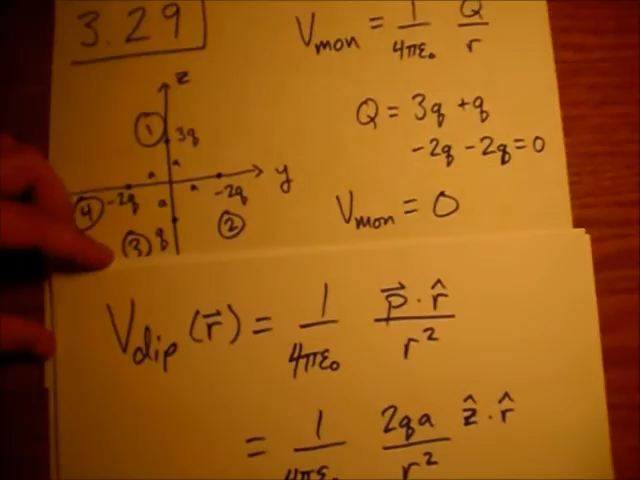 3.29
V_mon = 1/4πε₀ Q/r
z
① 3q
a a
Q = 3q + q
-2q - 2q = 0
y
④ -2q a -2q
③ q ②
V_mon = 0
V_dip (r⃗) = 1/4πε₀ p⃗ · r̂/r²
= 1/4πε₀ 2qa/r² ẑ · r̂